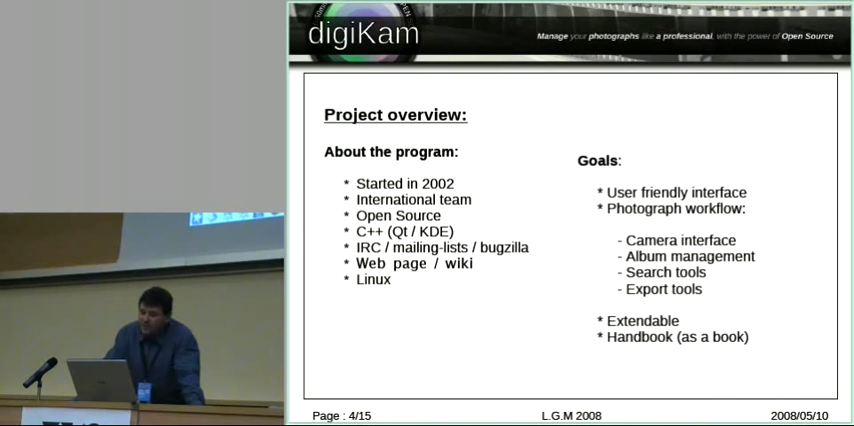 digiKam
Manage your photographs like a professional, with the power of Open Source
Project overview:
About the program:
* Started in 2002
* International team
* Open Source
* C++ (Qt / KDE)
* IRC / mailing-lists / bugzilla
* Web page / wiki
* Linux
Goals:
* User friendly interface
* Photograph workflow:
- Camera interface
- Album management
- Search tools
- Export tools
* Extendable
* Handbook (as a book)
Page : 4/15
L.G.M 2008
2008/05/10